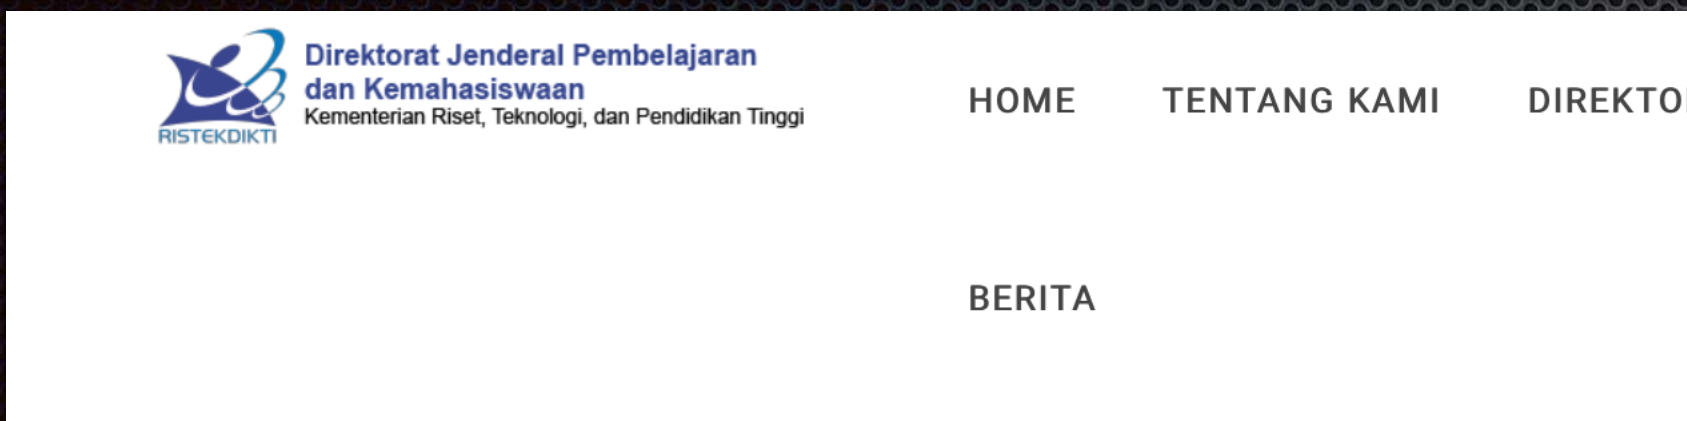 Direktorat Jenderal Pembelajaran
dan Kemahasiswaan
Kementerian Riset, Teknologi, dan Pendidikan Tinggi
RISTEKDIKTI
HOME TENTANG KAMI
BERITA